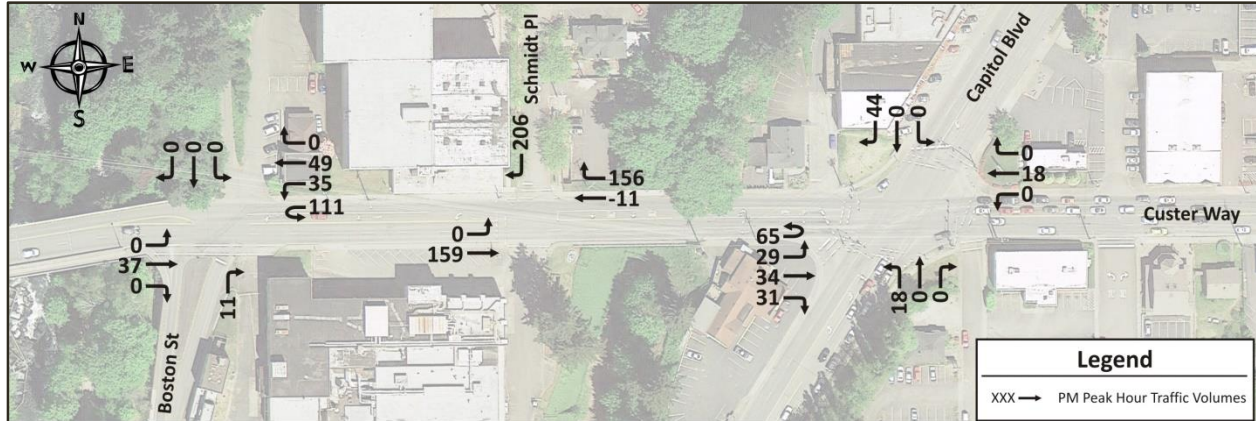 N
W
E
S
Schmidt Pl
Capitol Blvd
206
44
0
0
0
0
0
0
49
35
111
156
-11
0
18
0
Custer Way
0
37
0
11
0
159
65
29
34
31
18
0
0
Boston St
Legend
XXX PM Peak Hour Traffic Volumes